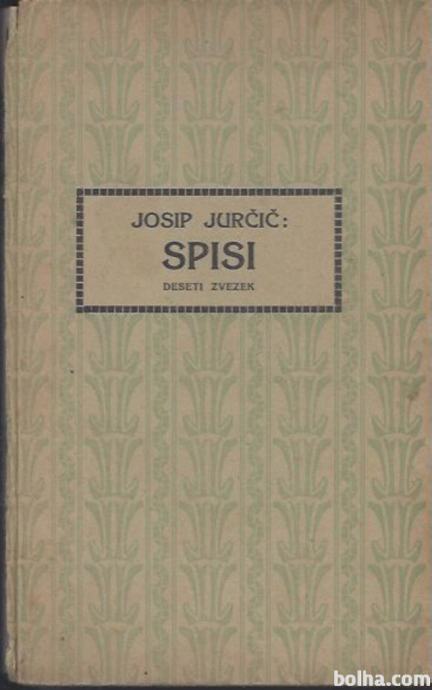 JOSIP JURČIČ:
SPISI
DESETI ZVEZEK
bolha.com